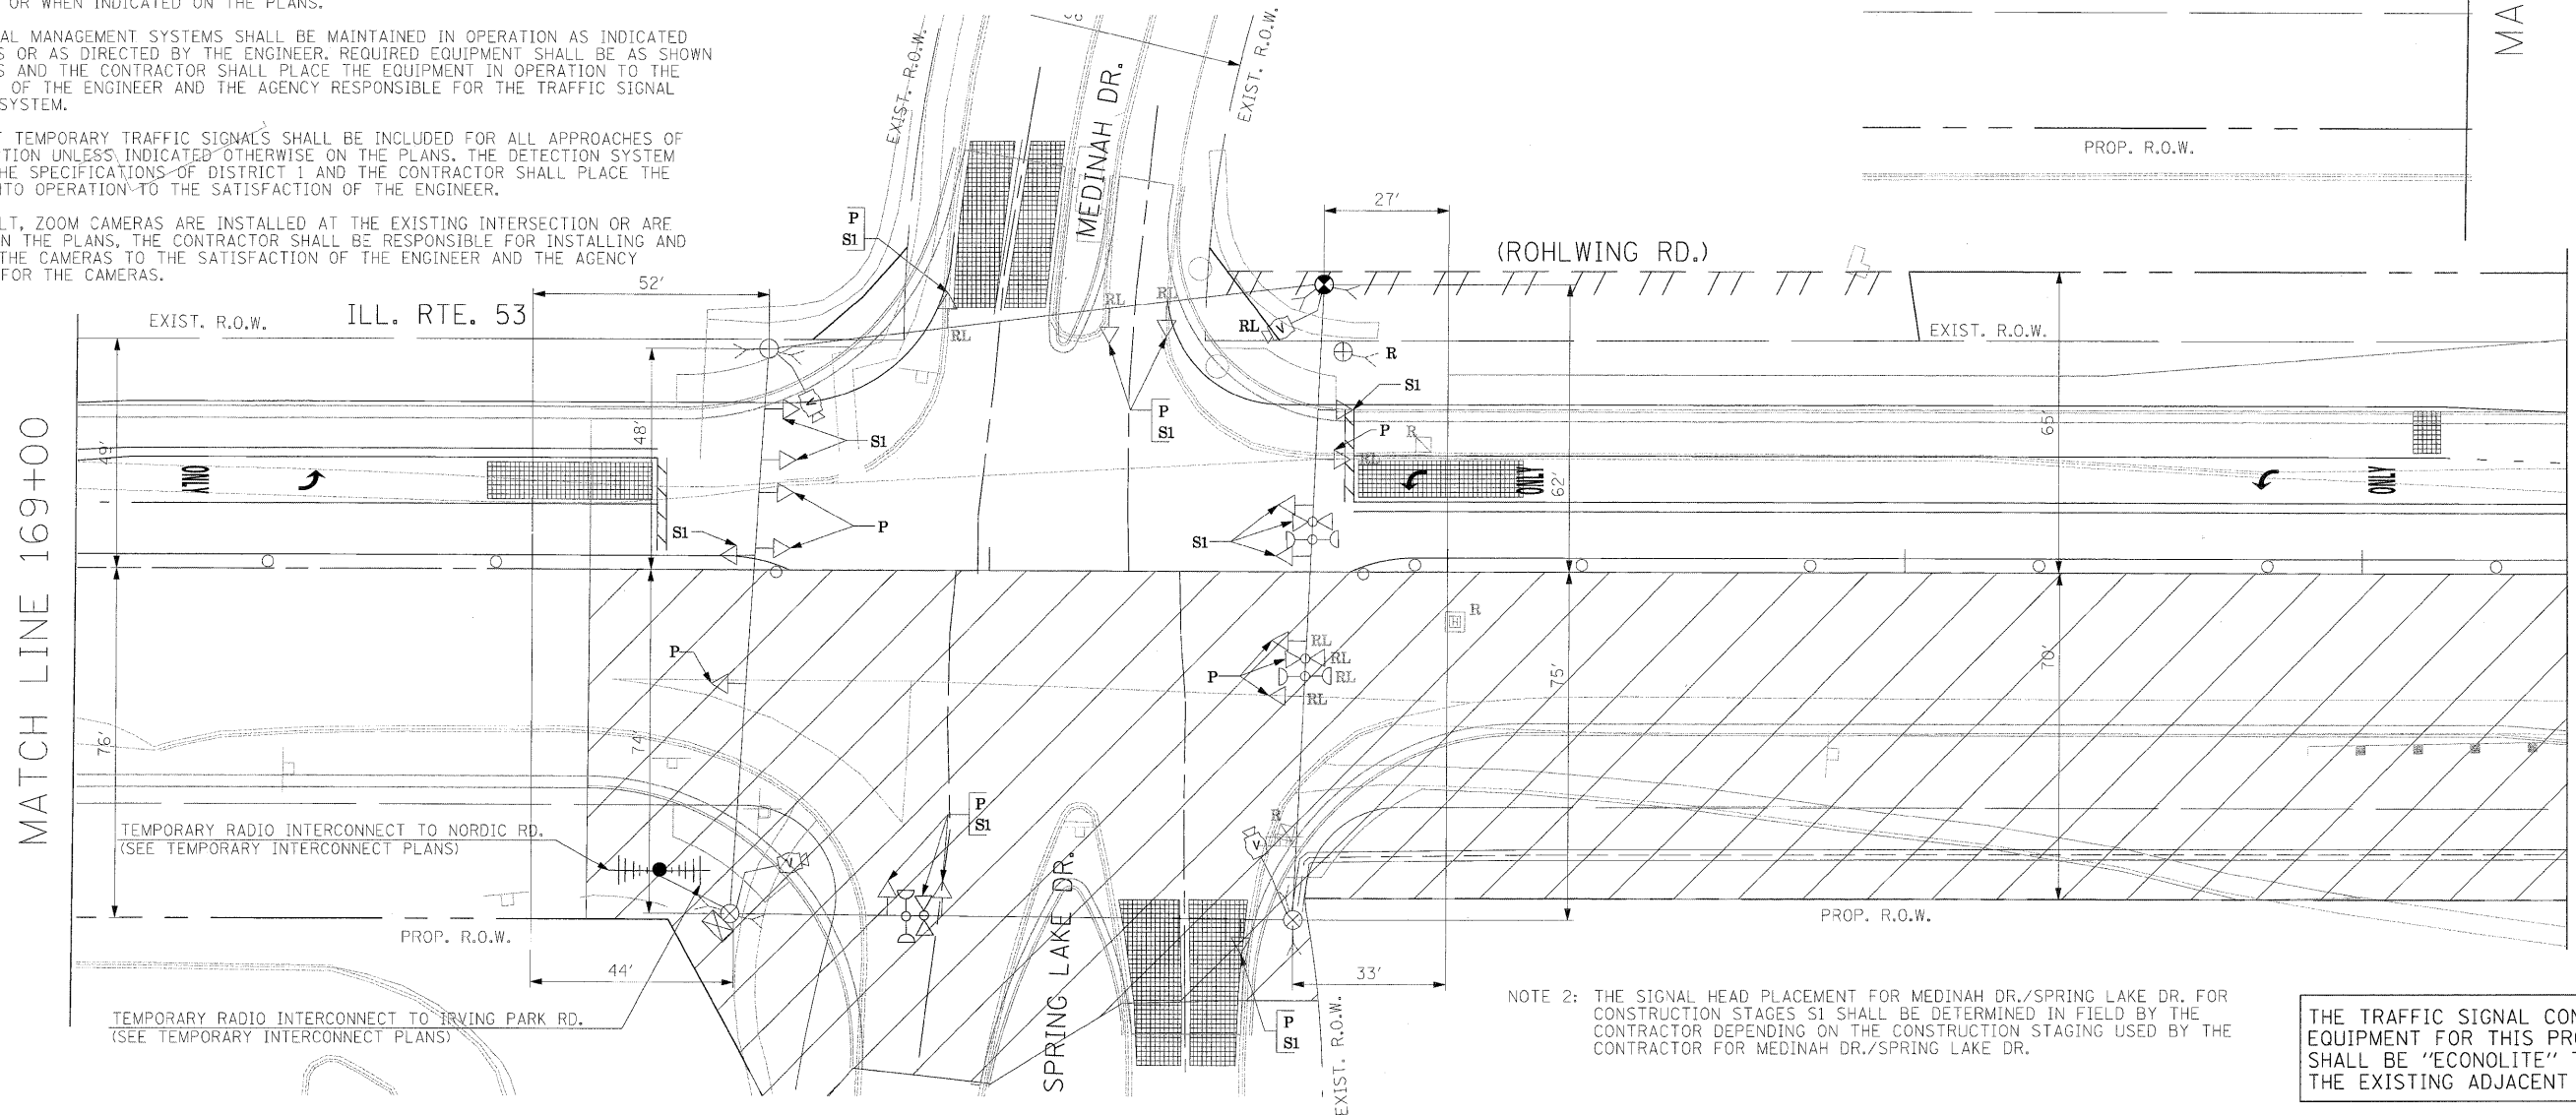 OR WHEN INDICATED ON THE PLANS.
AL MANAGEMENT SYSTEMS SHALL BE MAINTAINED IN OPERATION AS INDICATED
S OR AS DIRECTED BY THE ENGINEER. REQUIRED EQUIPMENT SHALL BE AS SHOWN
S AND THE CONTRACTOR SHALL PLACE THE EQUIPMENT IN OPERATION TO THE
OF THE ENGINEER AND THE AGENCY RESPONSIBLE FOR THE TRAFFIC SIGNAL
SYSTEM.
T TEMPORARY TRAFFIC SIGNALS SHALL BE INCLUDED FOR ALL APPROACHES OF
TION UNLESS INDICATED OTHERWISE ON THE PLANS. THE DETECTION SYSTEM
HE SPECIFICATIONS OF DISTRICT 1 AND THE CONTRACTOR SHALL PLACE THE
TO OPERATION TO THE SATISFACTION OF THE ENGINEER.
LT, ZOOM CAMERAS ARE INSTALLED AT THE EXISTING INTERSECTION OR ARE
N THE PLANS, THE CONTRACTOR SHALL BE RESPONSIBLE FOR INSTALLING AND
THE CAMERAS TO THE SATISFACTION OF THE ENGINEER AND THE AGENCY
FOR THE CAMERAS.
EXIST. R.O.W.
MEDINAH DR.
EXIST. R.O.W.
MA
PROP. R.O.W.
27'
P
S1
(ROHLWING RD.)
52'
EXIST. R.O.W.
ILL. RTE. 53
RL
RL
RL
RL
V
EXIST. R.O.W.
R
S1
V
P
S1
S1
P
R
RL
MATCH LINE 169+00
49'
48'
62'
65'
ONLY
ONLY
ONLY
S1
P
S1
H
R
P
P
RL
RL
RL
RL
76'
74'
75'
70'
P
S1
R
V
V
TEMPORARY RADIO INTERCONNECT TO NORDIC RD.
(SEE TEMPORARY INTERCONNECT PLANS)
SPRING LAKE DR.
PROP. R.O.W.
PROP. R.O.W.
44'
33'
TEMPORARY RADIO INTERCONNECT TO IRVING PARK RD.
(SEE TEMPORARY INTERCONNECT PLANS)
P
S1
EXIST. R.O.W.
NOTE 2: THE SIGNAL HEAD PLACEMENT FOR MEDINAH DR./SPRING LAKE DR. FOR
CONSTRUCTION STAGES S1 SHALL BE DETERMINED IN FIELD BY THE
CONTRACTOR DEPENDING ON THE CONSTRUCTION STAGING USED BY THE
CONTRACTOR FOR MEDINAH DR./SPRING LAKE DR.
THE TRAFFIC SIGNAL CON
EQUIPMENT FOR THIS PRO
SHALL BE "ECONOLITE" T
THE EXISTING ADJACENT